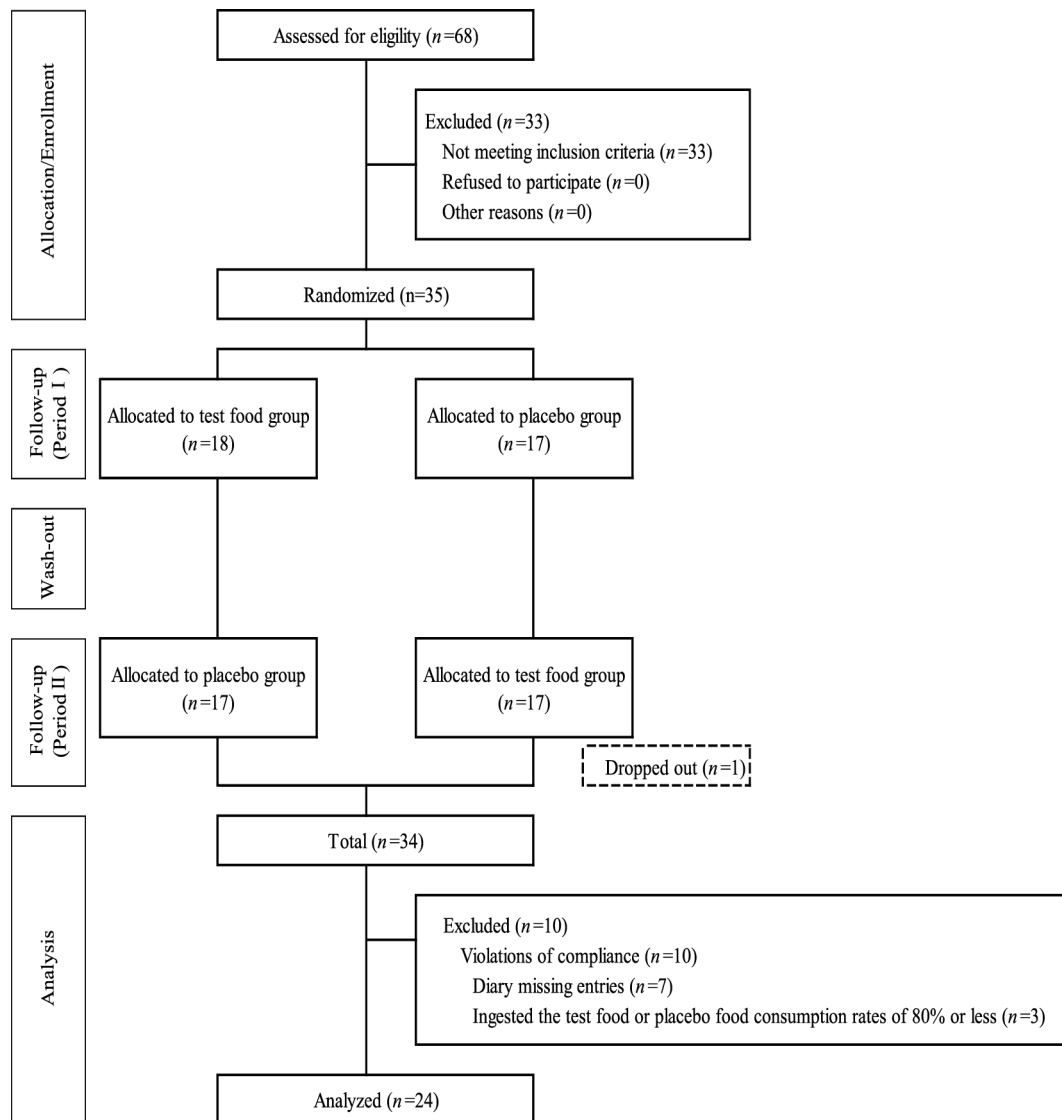 Allocation/Enrollment
Assessed for eligility (n=68)
Excluded (n=33)
Not meeting inclusion criteria (n=33)
Refused to participate (n=0)
Other reasons (n=0)
Randomized (n=35)
Follow-up
(Period I )
Allocated to test food group
(n=18)
Allocated to placebo group
(n=17)
Wash-out
Follow-up
(Period II )
Allocated to placebo group
(n=17)
Allocated to test food group
(n=17)
Dropped out (n=1)
Analysis
Total (n=34)
Excluded (n=10)
Violations of compliance (n=10)
Diary missing entries (n=7)
Ingested the test food or placebo food consumption rates of 80% or less (n=3)
Analyzed (n=24)